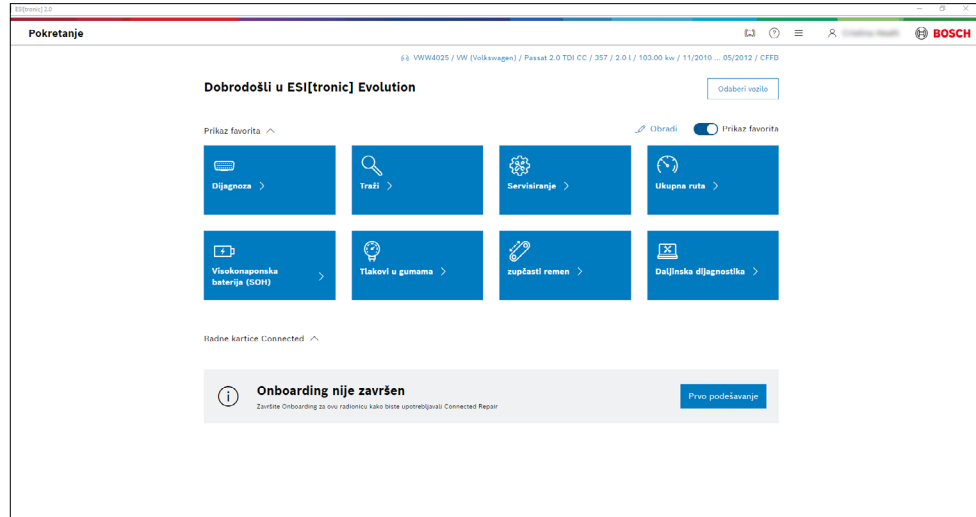 ESI[tronic] 2.0
Pokretanje
BOSCH
VWW4025 / VW (Volkswagen) / Passat 2.0 TDI CC / 357 / 2.0 l / 103.00 kw / 11/2010 ... 05/2012 / CFFD
Dobrodošli u ESI[tronic] Evolution
Odaberi vozilo
Prikaz favorita
Obradi
Prikaz favorita
Dijagnoza
Traži
Servisiranje
Ukupna ruta
Visokonaponska
baterija (SOH)
Tlakovi u gumama
zupčasti remen
Daljinska dijagnostika
Radne kartice Connected
Onboarding nije završen
Završite Onboarding za ovu radionicu kako biste upotrebljavali Connected Repair
Prvo podešavanje